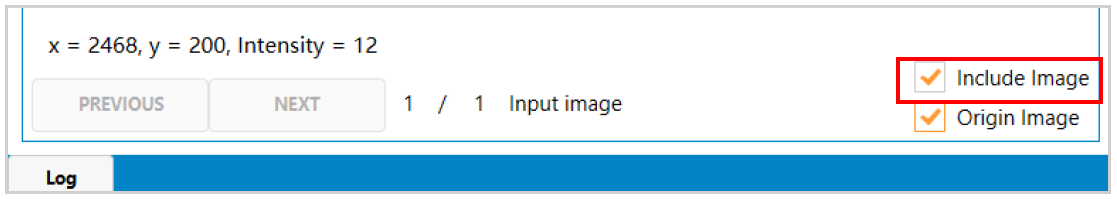 x = 2468, y = 200, Intensity = 12
Include Image
PREVIOUS NEXT 1 / 1 Input image
Origin Image
Log